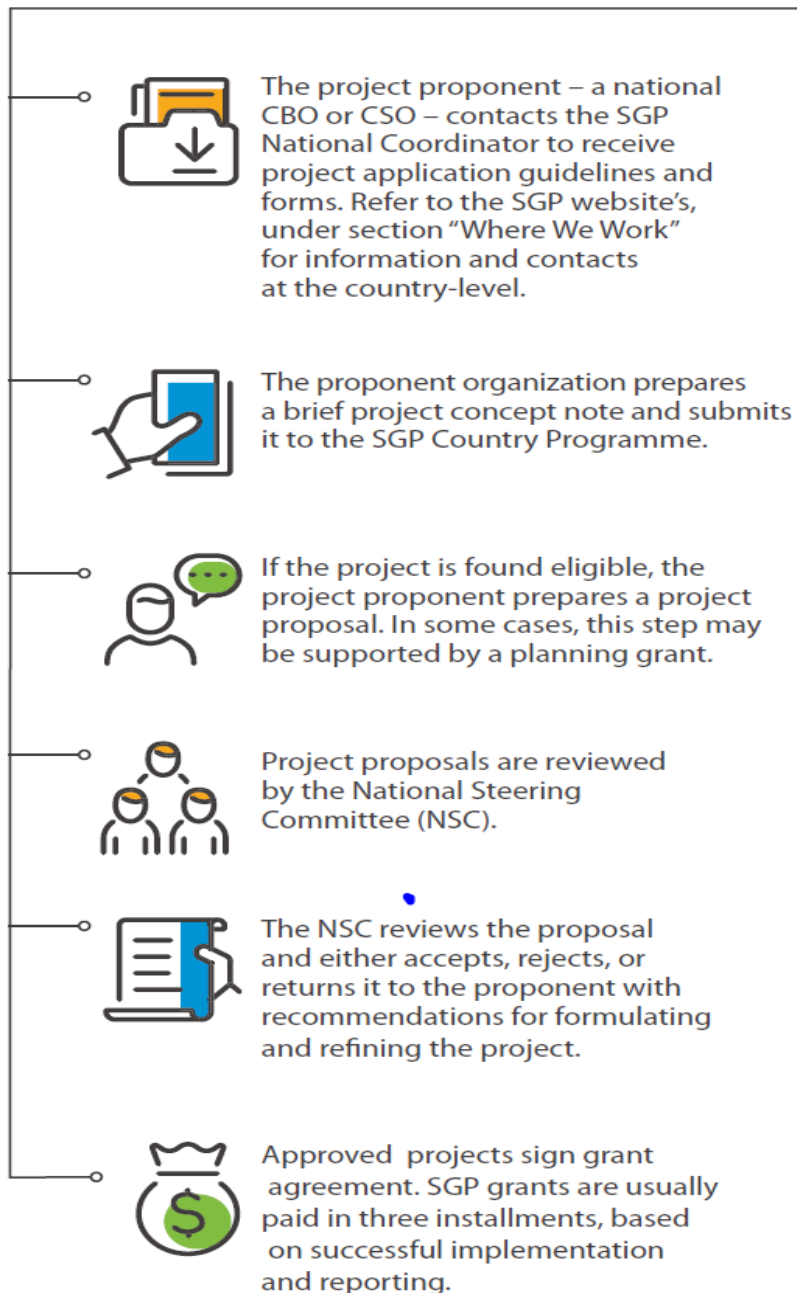 The project proponent – a national
CBO or CSO – contacts the SGP
National Coordinator to receive
project application guidelines and
forms. Refer to the SGP website's,
under section “Where We Work”
for information and contacts
at the country-level.
The proponent organization prepares
a brief project concept note and submits
it to the SGP Country Programme.
If the project is found eligible, the
project proponent prepares a project
proposal. In some cases, this step may
be supported by a planning grant.
Project proposals are reviewed
by the National Steering
Committee (NSC).
The NSC reviews the proposal
and either accepts, rejects, or
returns it to the proponent with
recommendations for formulating
and refining the project.
$
Approved projects sign grant
agreement. SGP grants are usually
paid in three installments, based
on successful implementation
and reporting.